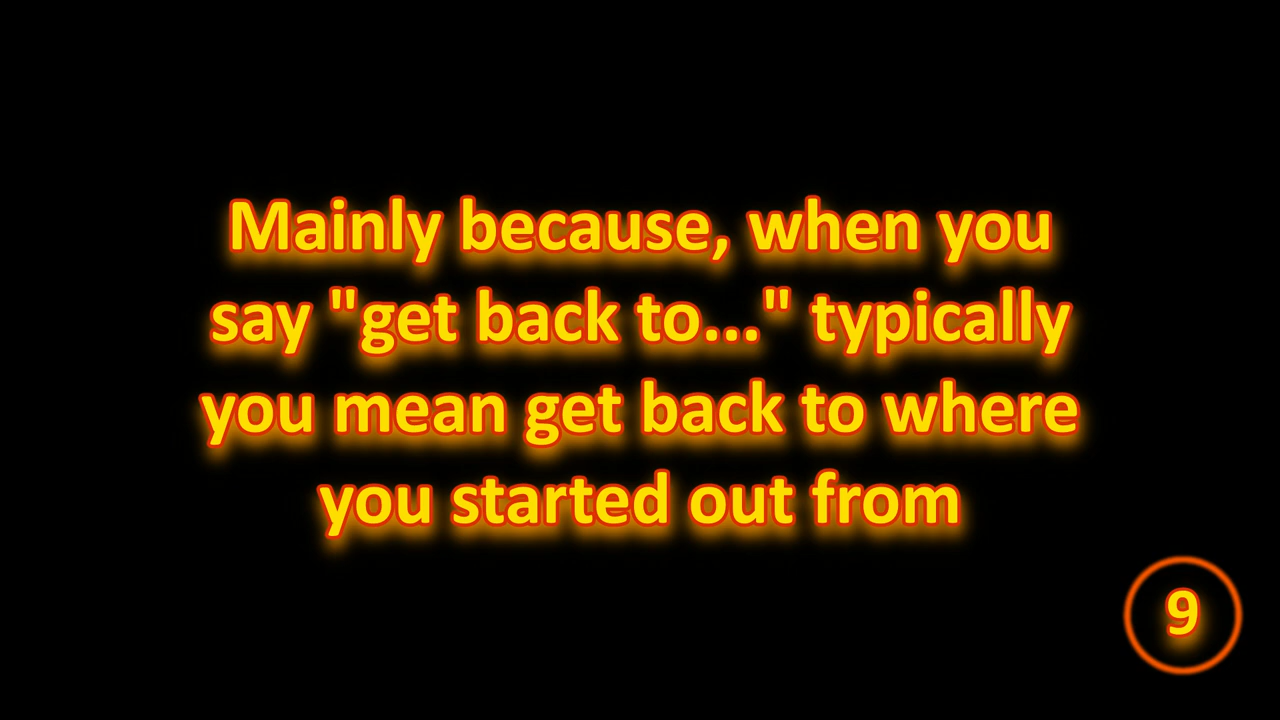 Mainly because, when you
say "get back to..." typically
you mean get back to where
you started out from
9